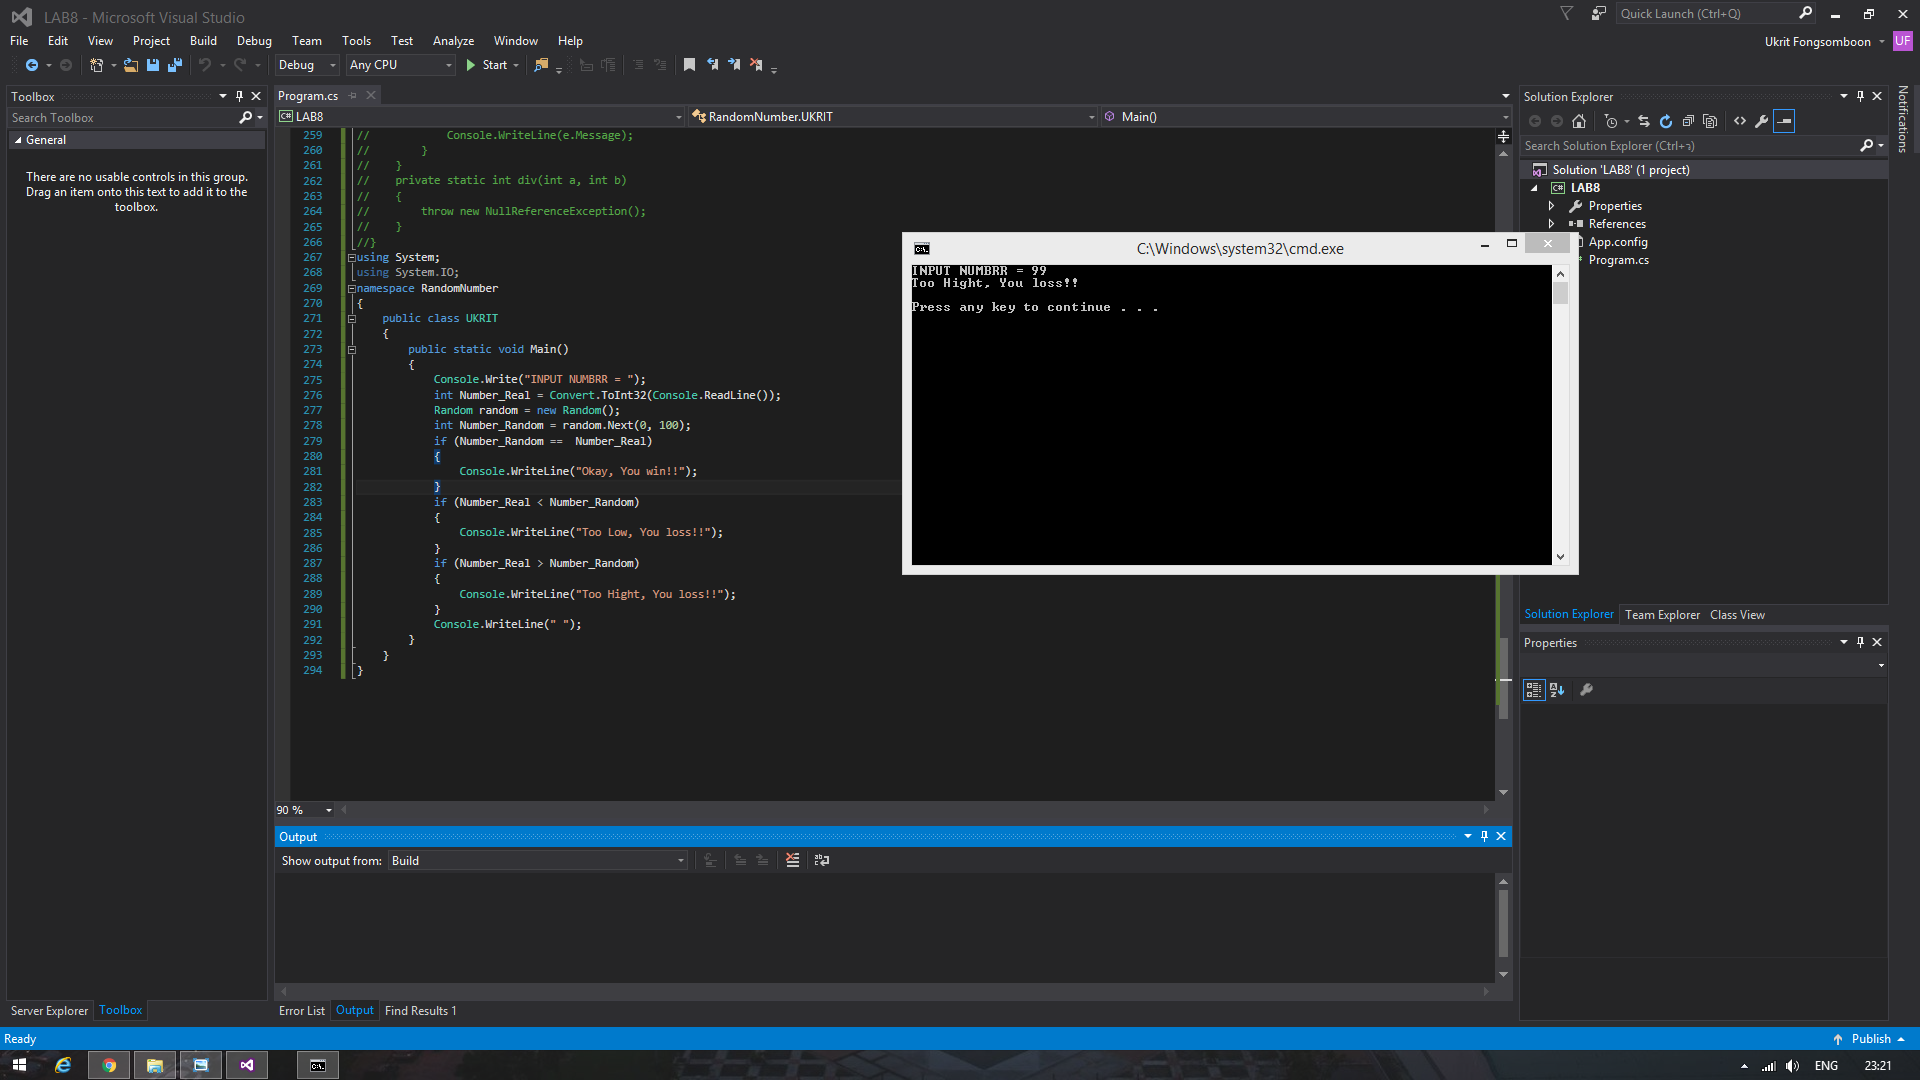 LAB8 - Microsoft Visual Studio
Quick Launch (Ctrl+Q)
File Edit View Project Build Debug Team Tools Test Analyze Window Help
Ukrit Fongsomboon UF
Debug Any CPU Start
Toolbox
Search Toolbox
General
There are no usable controls in this group.
Drag an item onto this text to add it to the
toolbox.
Server Explorer Toolbox
Program.cs
LAB8 RandomNumber.UKRIT Main()
259 // Console.WriteLine(e.Message);
260 // }
261 // }
262 // private static int div(int a, int b)
263 // {
264 // throw new NullReferenceException();
265 // }
266 //}
267 using System;
268 using System.IO;
269 namespace RandomNumber
270 {
271 public class UKRIT
272 {
273 public static void Main()
274 {
275 Console.Write("INPUT NUMBRR = ");
276 int Number_Real = Convert.ToInt32(Console.ReadLine());
277 Random random = new Random();
278 int Number_Random = random.Next(0, 100);
279 if (Number_Random ==  Number_Real)
280 {
281 Console.WriteLine("Okay, You win!!");
282 }
283 if (Number_Real < Number_Random)
284 {
285 Console.WriteLine("Too Low, You loss!!");
286 }
287 if (Number_Real > Number_Random)
288 {
289 Console.WriteLine("Too Hight, You loss!!");
290 }
291 Console.WriteLine(" ");
292 }
293 }
294 }
90 %
C:\Windows\system32\cmd.exe
INPUT NUMBRR = 99
Too Hight, You loss!!
Press any key to continue . . .
Output
Show output from: Build
Error List Output Find Results 1
Solution Explorer
Search Solution Explorer (Ctrl+ว)
Solution 'LAB8' (1 project)
LAB8
Properties
References
App.config
Program.cs
Solution Explorer Team Explorer Class View
Properties
Notifications
Ready
Publish
ENG 23:21